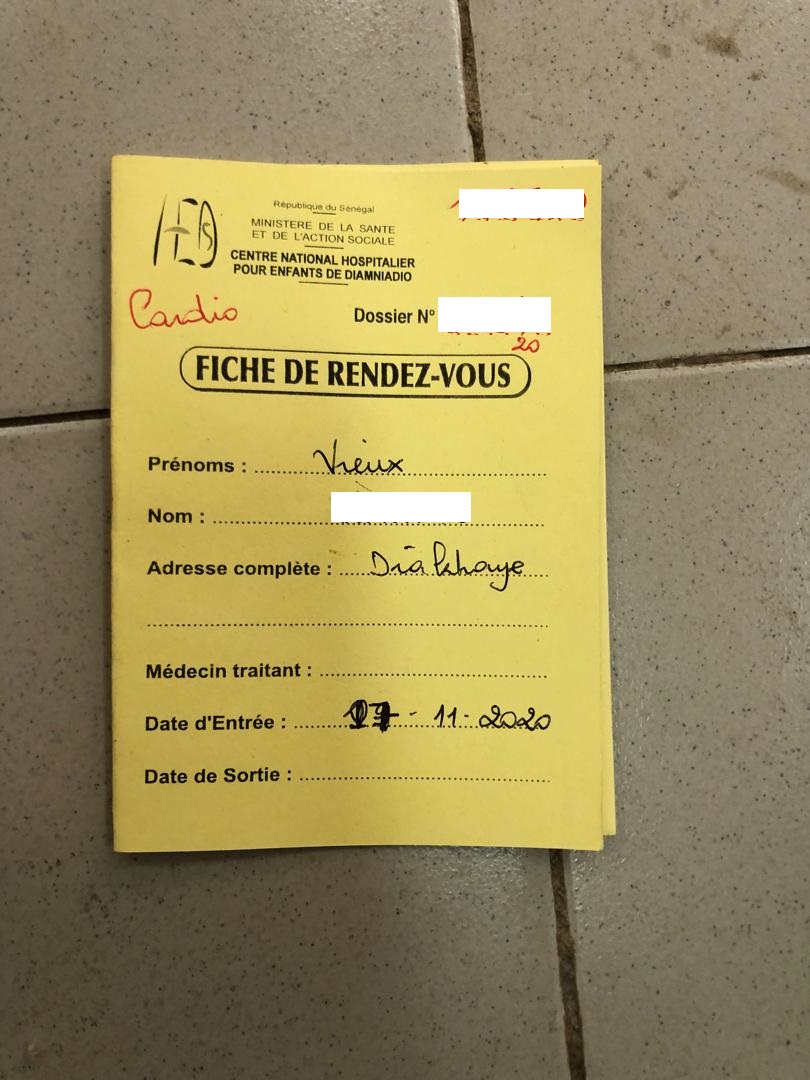 République du Sénégal
MINISTERE DE LA SANTE
ET DE L'ACTION SOCIALE
CENTRE NATIONAL HOSPITALIER
POUR ENFANTS DE DIAMNIADIO
Cardio
Dossier N°
20
FICHE DE RENDEZ-VOUS
Prénoms : Vieux
Nom :
Adresse complète : Dialkhaye
Médecin traitant :
Date d'Entrée : 17 - 11 - 2020
Date de Sortie :